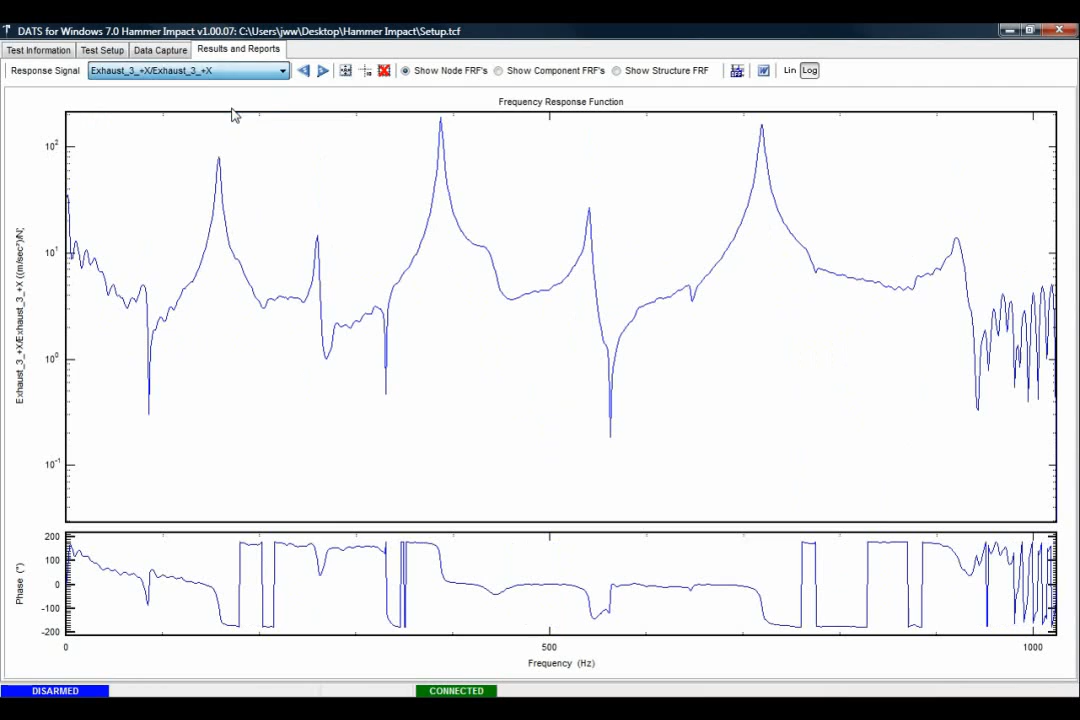 DATS for Windows 7.0 Hammer Impact v1.00.07: C:\Users\jww\Desktop\Hammer Impact\Setup.tcf
Test Information Test Setup Data Capture Results and Reports
Response Signal Exhaust_3_+X/Exhaust_3_+X Show Node FRF's Show Component FRF's Show Structure FRF Lin Log
Frequency Response Function
Exhaust_3_+X/Exhaust_3_+X ((m/sec²)/N)
10²
10¹
10⁰
10⁻¹
Phase (°)
200
100
0
-100
-200
0 500 1000
Frequency (Hz)
DISARMED CONNECTED